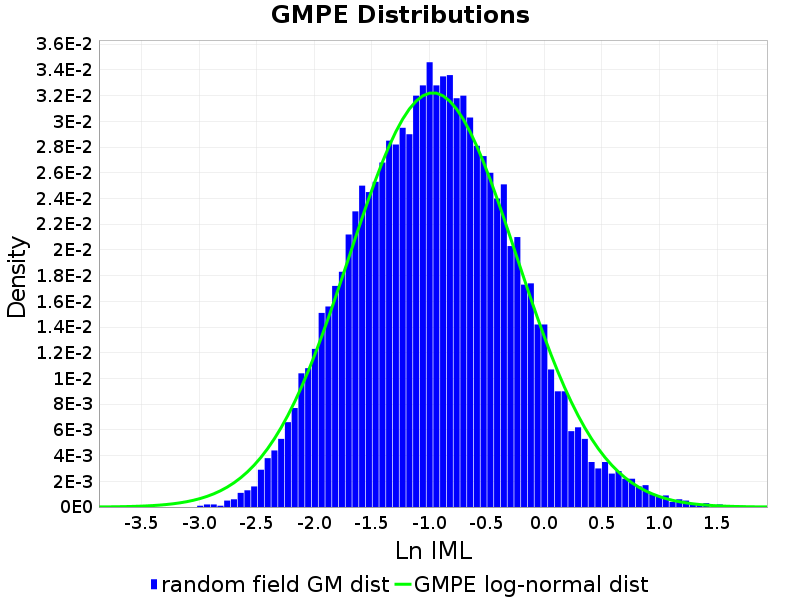 GMPE Distributions
3.6E-2
3.4E-2
3.2E-2
3E-2
2.8E-2
2.6E-2
2.4E-2
2.2E-2
2E-2
1.8E-2
1.6E-2
1.4E-2
1.2E-2
1E-2
8E-3
6E-3
4E-3
2E-3
0E0
Density
-3.5 -3.0 -2.5 -2.0 -1.5 -1.0 -0.5 0.0 0.5 1.0 1.5
Ln IML
random field GM dist GMPE log-normal dist